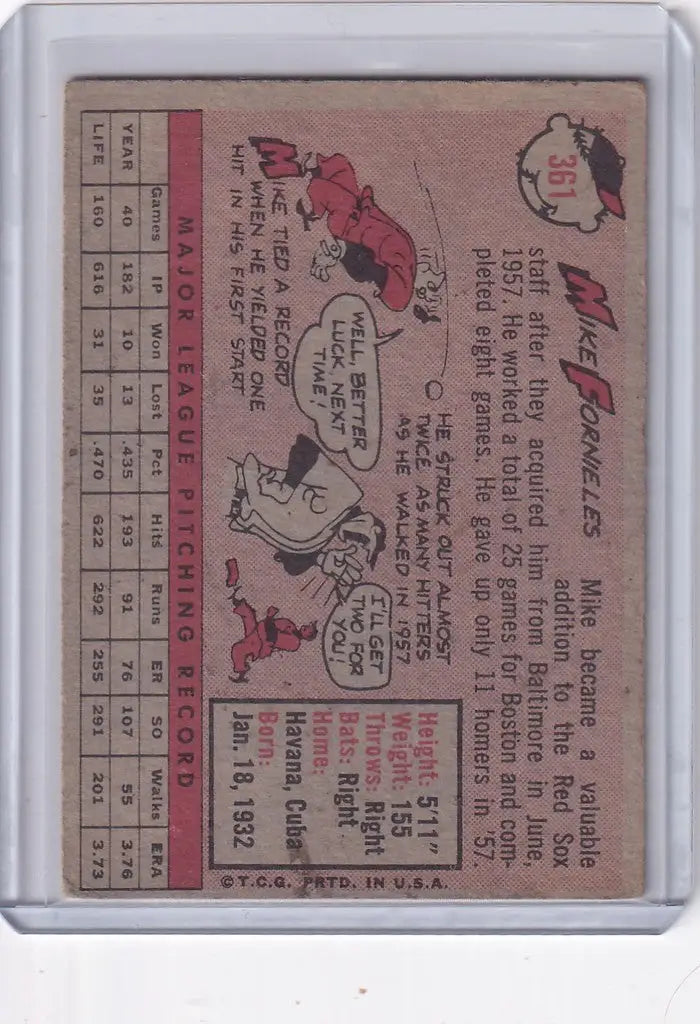 361
MIKE FORNIELES Mike became a valuable
addition to the Red Sox
staff after they acquired him from Baltimore in June,
1957. He worked a total of 25 games for Boston and com-
pleted eight games. He gave up only 11 homers in '57.
MIKE TIED A RECORD
WHEN HE YIELDED ONE
HIT IN HIS FIRST START
WELL, BETTER
LUCK, NEXT
TIME!
HE STRUCK OUT ALMOST
TWICE AS MANY HITTERS
AS HE WALKED IN 1957
I'LL GET
TWO FOR
YOU!
Height: 5'11"
Weight: 155
Throws: Right
Bats: Right
Home:
Havana, Cuba
Born:
Jan. 18, 1932
MAJOR LEAGUE PITCHING RECORD
Games IP Won Lost Pct Hits Runs ER SO Walks ERA
YEAR 40 182 10 13 .435 193 91 76 107 55 3.76
LIFE 160 616 31 35 .470 622 292 255 291 201 3.73
©T.C.G. PRTD. IN U.S.A.